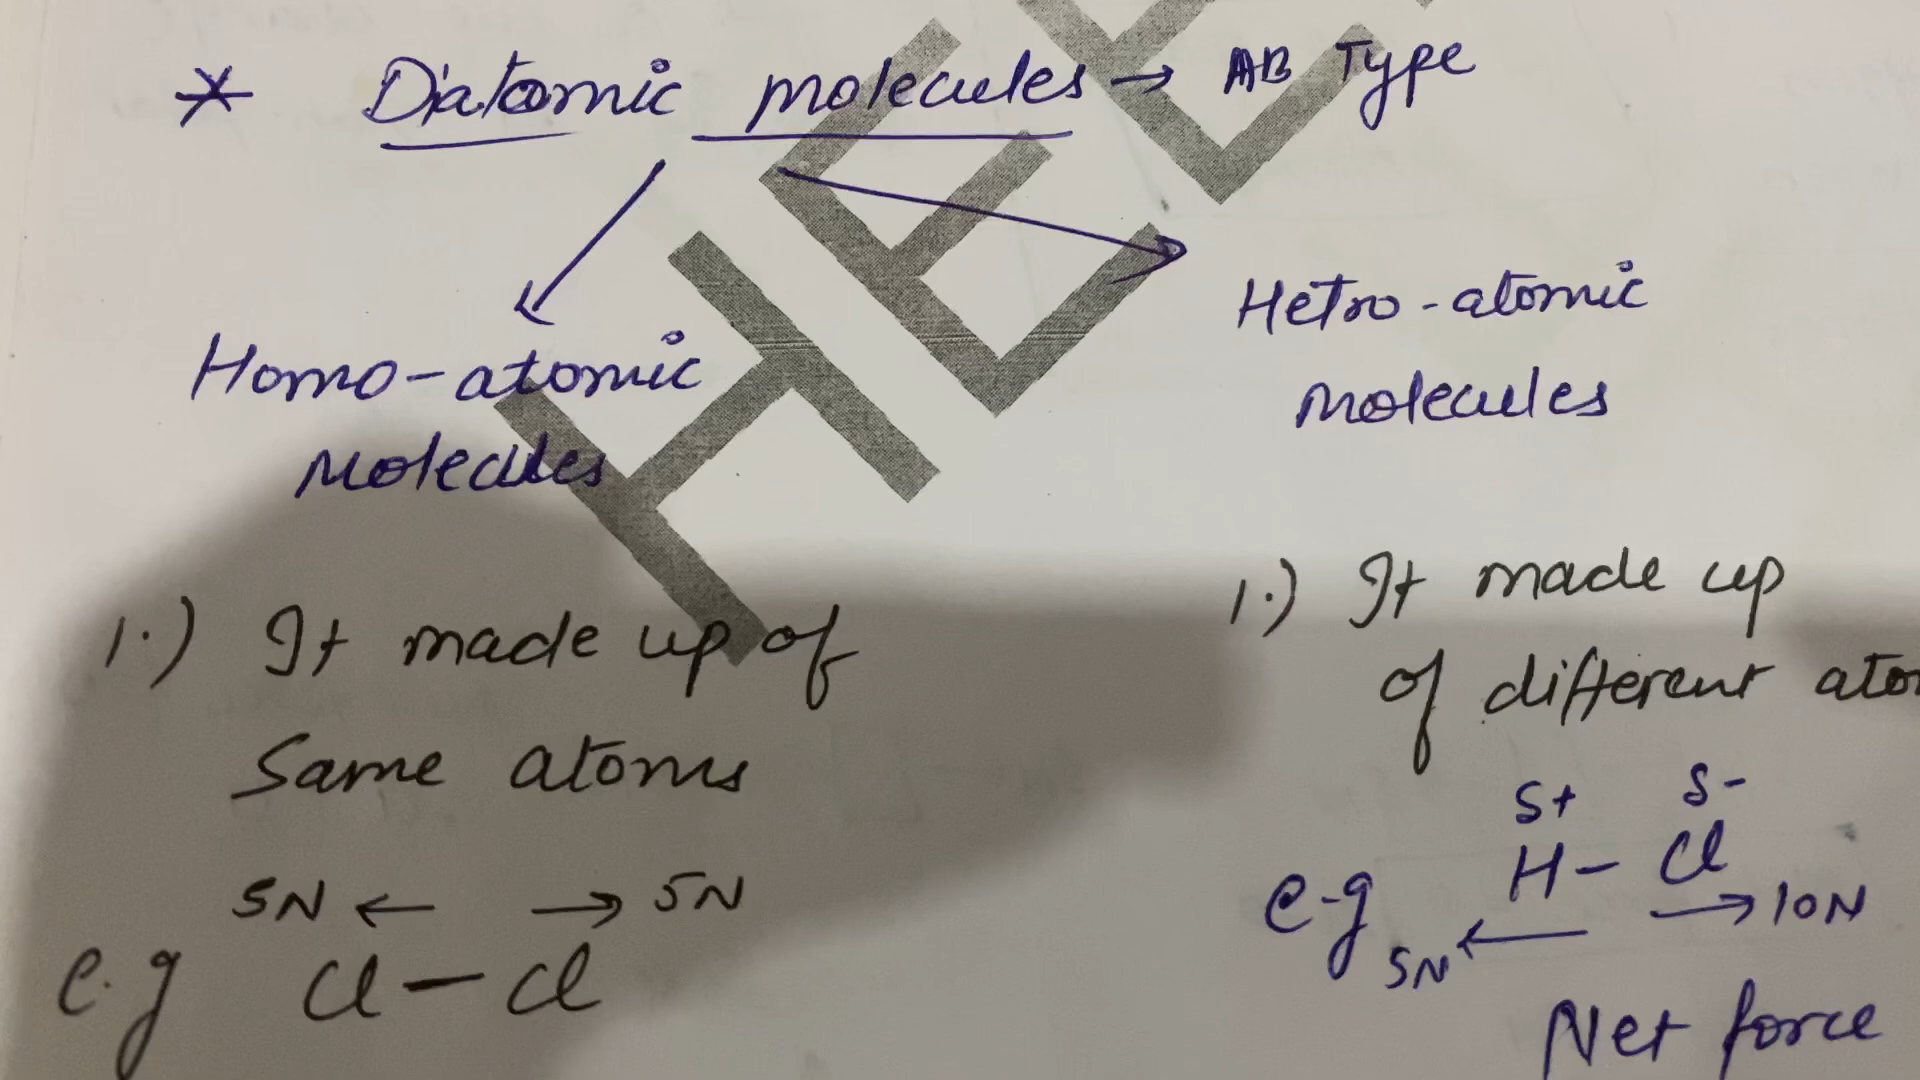 * Diatomic molecules → AB Type
Homo-atomic
molecules
Hetro-atomic
molecules
1.) It made up of
Same atoms
5N ← → 5N
e.g Cl – Cl
1.) It made up
of different
δ+ δ-
e-g H – Cl
5N ← → 10N
Net force